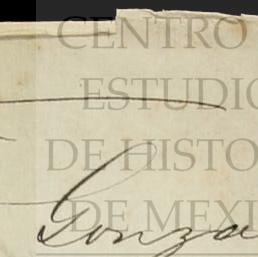 CENTRO
ESTUDIO
DE HISTO
DE MEXI
Gonza